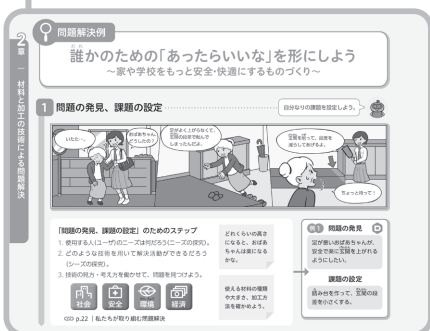 2章 ― 材料と加工の技術による問題解決
問題解決例
誰かのための「あったらいいな」を形にしよう
～家や学校をもっと安全・快適にするものづくり～
1 問題の発見、課題の設定
自分なりの課題を設定しよう。
いたた…。
おばあちゃん
どうしたの?
足がよく上がらなくて、
玄関の段差で転んで
しまったんだよ。
玄関を直って、段差を
減らしてあげるよ。
ちょっと待って!
「問題の発見、課題の設定」のためのステップ
1. 使用する人(ユーザ)のニーズは何だろう(ニーズの探究)。
2. どのような技術を用いて解決活動ができるだろう
(シーズの探究)。
3. 技術の見方・考え方を働かせて、問題を見つけよう。
社会
安全
環境
経済
p.22 | 私たちが取り組む問題解決
どれくらいの高さ
になると、おばあ
ちゃんは楽になる
かな。
使える材料の種類
や大きさ、加工方
法を確かめよう。
例1 問題の発見
足が悪いおばあちゃんが、
安全で楽に玄関を上がれる
ようにしたい。
課題の設定
踏み台を作って、玄関の段
差を小さくする。